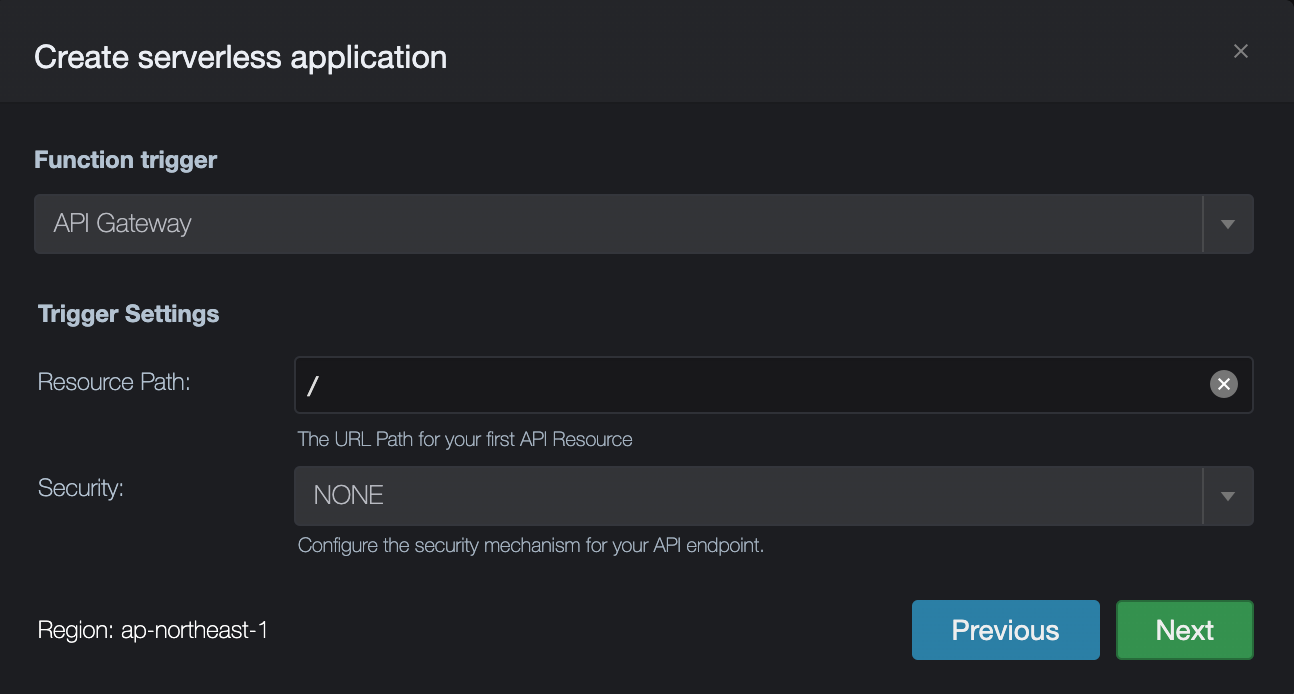 Create serverless application
Function trigger
API Gateway
Trigger Settings
Resource Path:
/
The URL Path for your first API Resource
Security:
NONE
Configure the security mechanism for your API endpoint.
Region: ap-northeast-1
Previous
Next